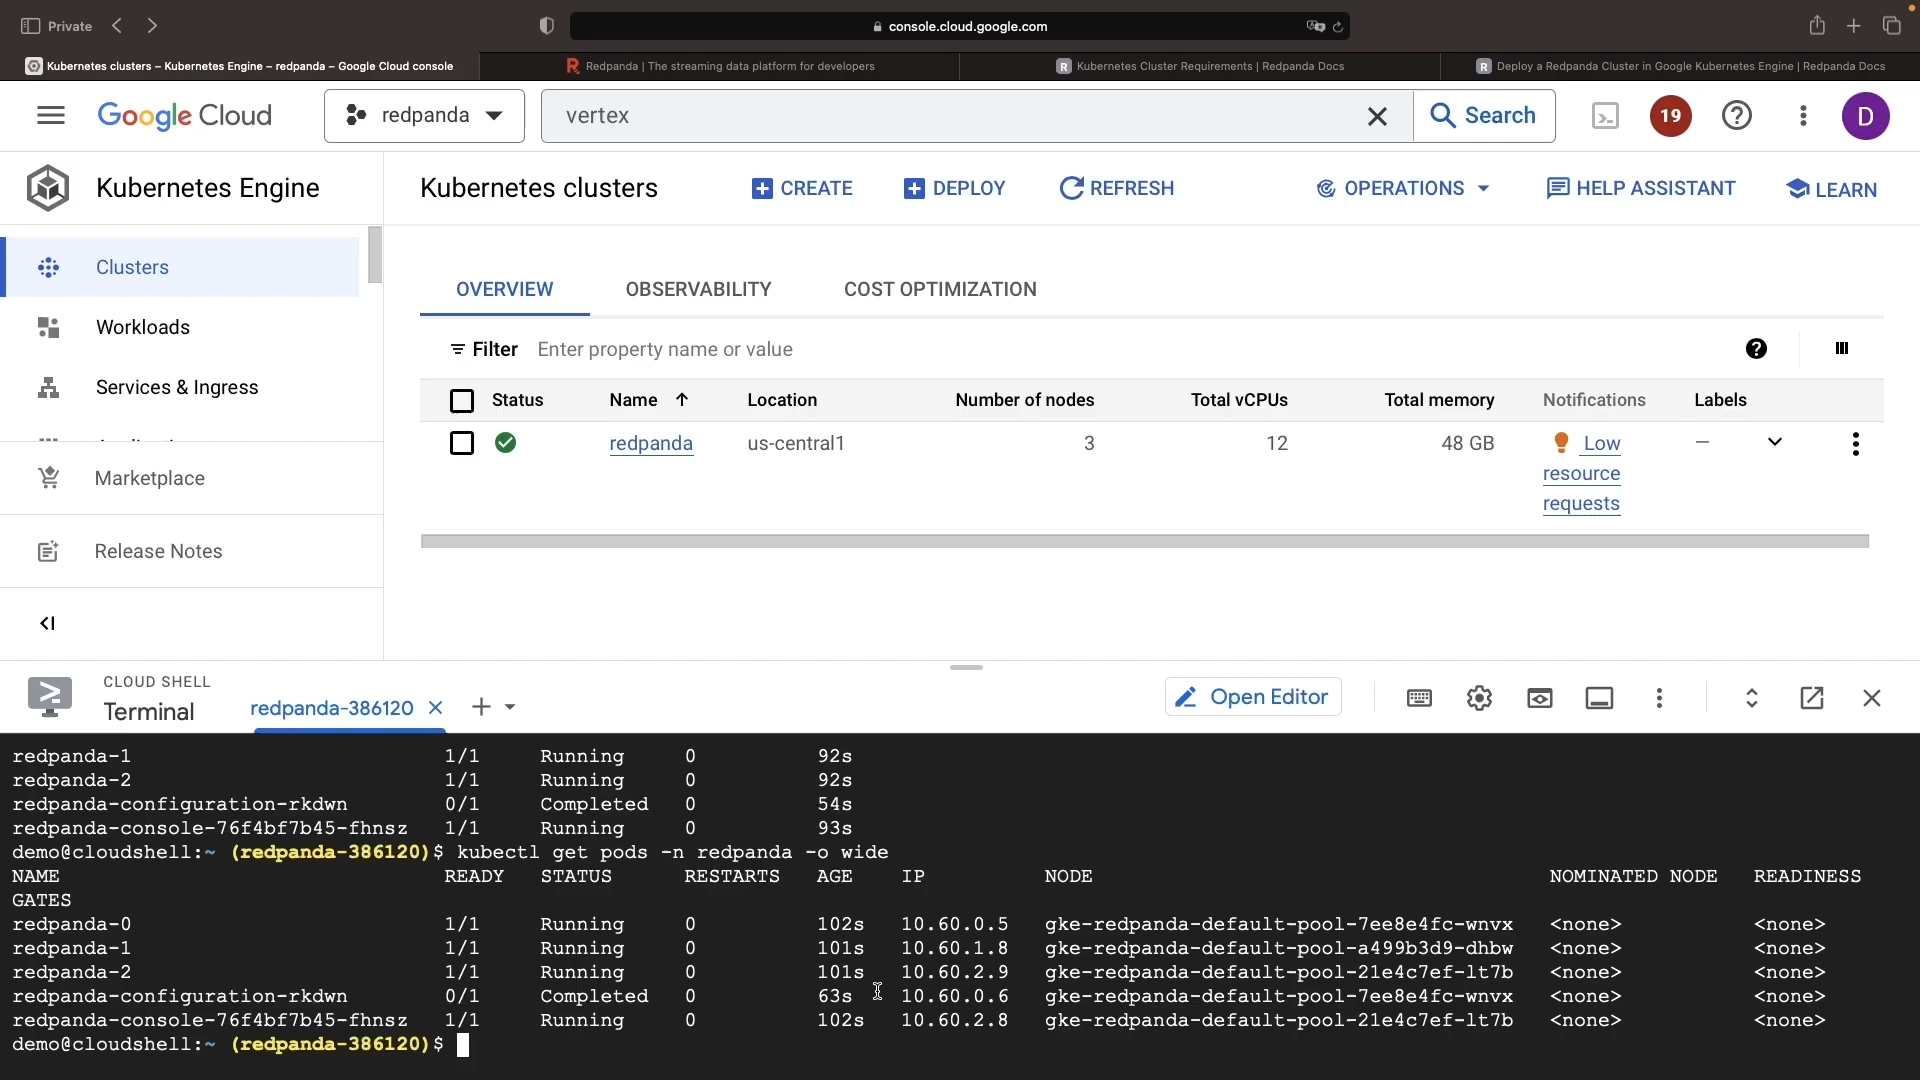 Private
console.cloud.google.com
Kubernetes clusters – Kubernetes Engine – redpanda – Google Cloud console
Redpanda | The streaming data platform for developers
Kubernetes Cluster Requirements | Redpanda Docs
Deploy a Redpanda Cluster in Google Kubernetes Engine | Redpanda Docs
Google Cloud
redpanda
vertex
Search
19
D
Kubernetes Engine
Kubernetes clusters
CREATE
DEPLOY
REFRESH
OPERATIONS
HELP ASSISTANT
LEARN
Clusters
Workloads
Services & Ingress
Marketplace
Release Notes
OVERVIEW
OBSERVABILITY
COST OPTIMIZATION
Filter Enter property name or value
Status Name Location Number of nodes Total vCPUs Total memory Notifications Labels
redpanda us-central1 3 12 48 GB Low resource requests –
CLOUD SHELL
Terminal
redpanda-386120
Open Editor
redpanda-1 1/1 Running 0 92s
redpanda-2 1/1 Running 0 92s
redpanda-configuration-rkdwn 0/1 Completed 0 54s
redpanda-console-76f4bf7b45-fhnsz 1/1 Running 0 93s
demo@cloudshell:~ (redpanda-386120)$ kubectl get pods -n redpanda -o wide
NAME READY STATUS RESTARTS AGE IP NODE NOMINATED NODE READINESS
GATES
redpanda-0 1/1 Running 0 102s 10.60.0.5 gke-redpanda-default-pool-7ee8e4fc-wnvx <none> <none>
redpanda-1 1/1 Running 0 101s 10.60.1.8 gke-redpanda-default-pool-a499b3d9-dhbw <none> <none>
redpanda-2 1/1 Running 0 101s 10.60.2.9 gke-redpanda-default-pool-21e4c7ef-lt7b <none> <none>
redpanda-configuration-rkdwn 0/1 Completed 0 63s 10.60.0.6 gke-redpanda-default-pool-7ee8e4fc-wnvx <none> <none>
redpanda-console-76f4bf7b45-fhnsz 1/1 Running 0 102s 10.60.2.8 gke-redpanda-default-pool-21e4c7ef-lt7b <none> <none>
demo@cloudshell:~ (redpanda-386120)$